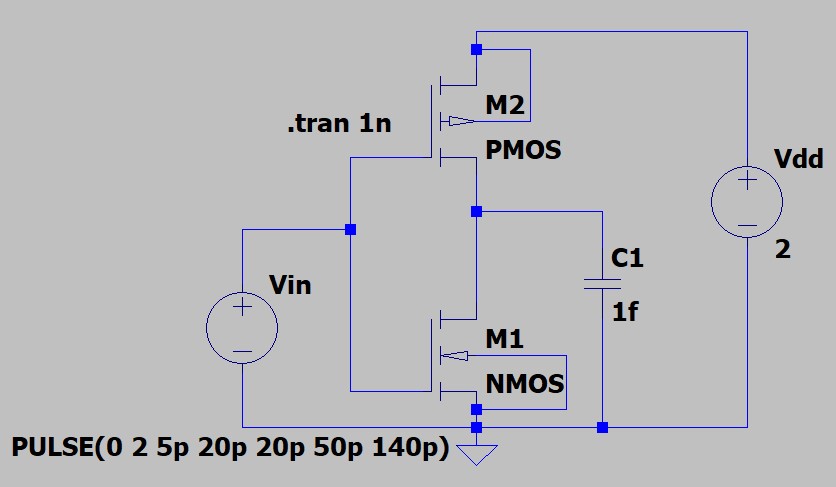 .tran 1n
M2
PMOS
Vdd
2
C1
1f
Vin
M1
NMOS
PULSE(0 2 5p 20p 20p 50p 140p)